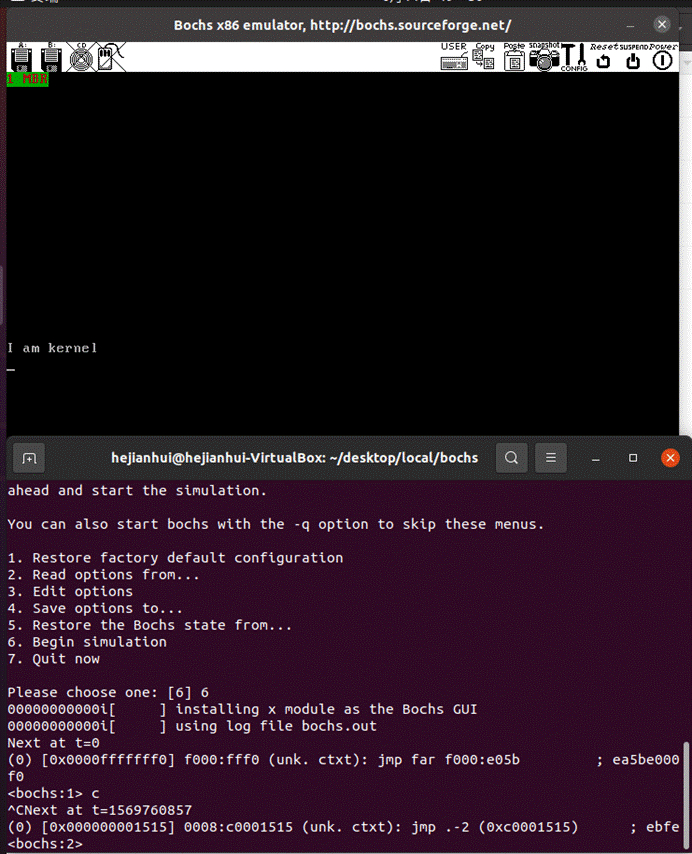 Bochs x86 emulator, http://bochs.sourceforge.net/
A: B: CD USER Copy Paste snapshot CONFIG Reset SUSPEND Power
1 MBR
I am kernel
hejianhui@hejianhui-VirtualBox: ~/desktop/local/bochs
ahead and start the simulation.
You can also start bochs with the -q option to skip these menus.
1. Restore factory default configuration
2. Read options from...
3. Edit options
4. Save options to...
5. Restore the Bochs state from...
6. Begin simulation
7. Quit now
Please choose one: [6] 6
00000000000i[      ] installing x module as the Bochs GUI
00000000000i[      ] using log file bochs.out
Next at t=0
(0) [0x0000fffffff0] f000:fff0 (unk. ctxt): jmp far f000:e05b         ; ea5be000
f0
<bochs:1> c
^CNext at t=1569760857
(0) [0x000000001515] 0008:c0001515 (unk. ctxt): jmp .-2 (0xc0001515)      ; ebfe
<bochs:2>